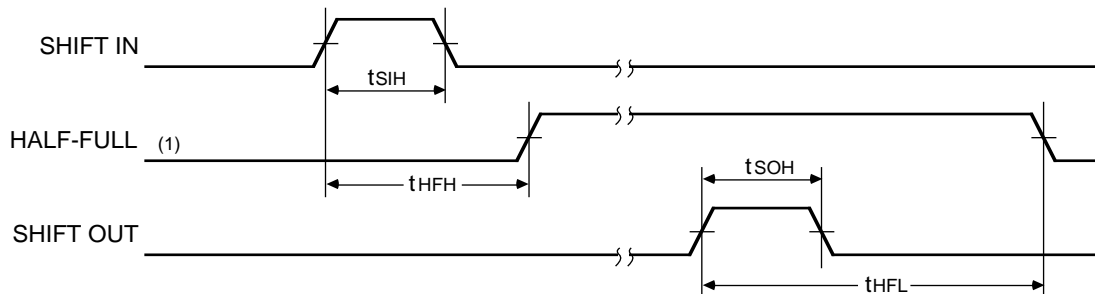 SHIFT IN
tSIH
HALF-FULL (1)
tHFH
tSOH
SHIFT OUT
tHFL